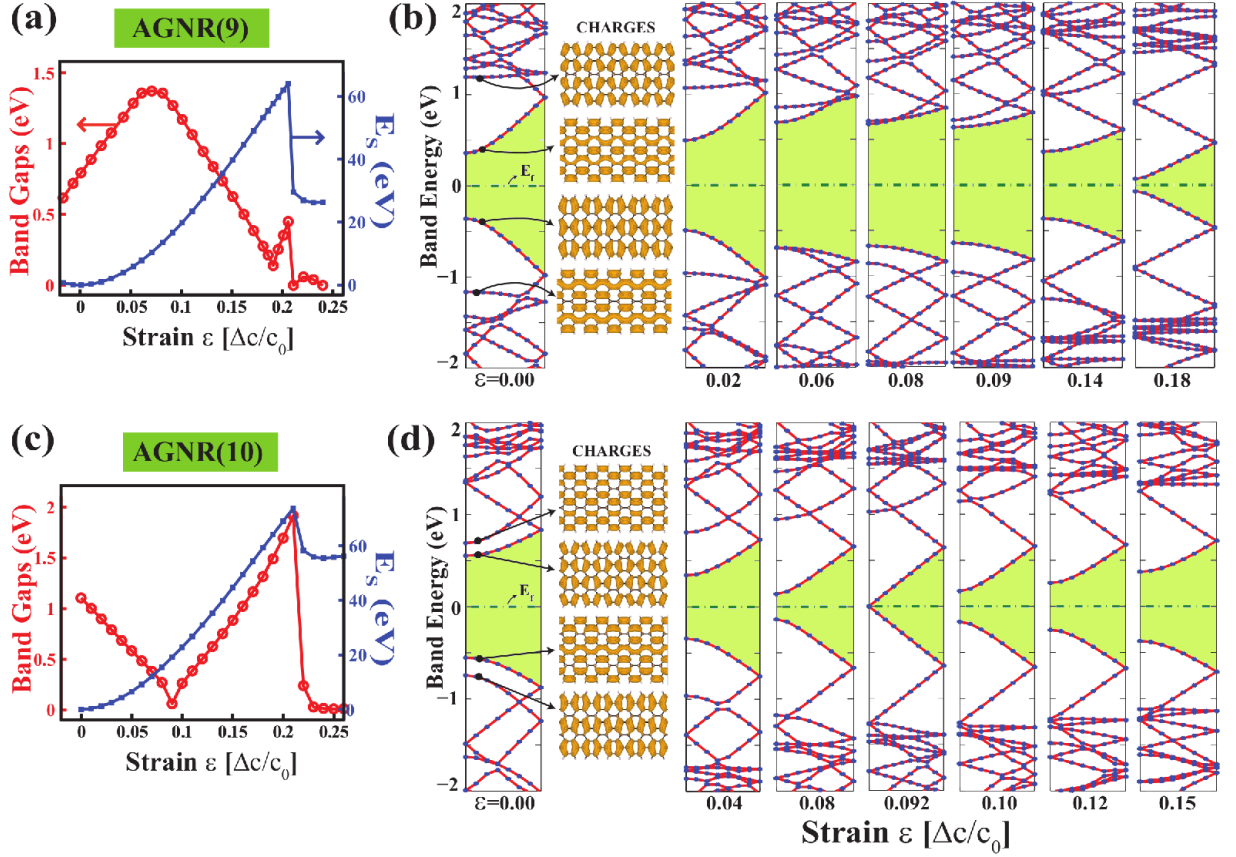 (a)
AGNR(9)
1.5
1
0.5
0
Band Gaps (eV)
60
40
20
0
E_S (eV)
0 0.05 0.1 0.15 0.2 0.25
Strain ε [Δc/c₀]
(b)
CHARGES
2
1
0
−1
−2
Band Energy (eV)
E_f
ε=0.00 0.02 0.06 0.08 0.09 0.14 0.18
(c)
AGNR(10)
2
1.5
1
0.5
0
Band Gaps (eV)
60
40
20
0
E_S (eV)
0 0.05 0.1 0.15 0.2 0.25
Strain ε [Δc/c₀]
(d)
CHARGES
2
1
0
−1
−2
Band Energy (eV)
E_f
ε=0.00 0.04 0.08 0.092 0.10 0.12 0.15
Strain ε [Δc/c₀]